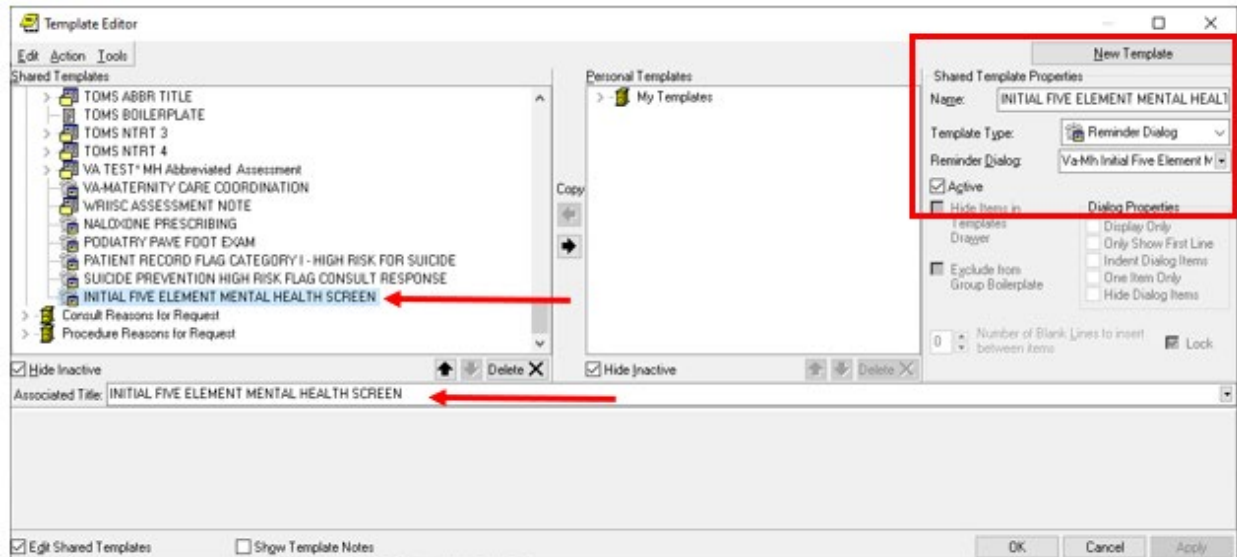 Template Editor
Edit Action Tools
New Template
Shared Templates
TOMS ABBR TITLE
TOMS BOILERPLATE
TOMS NTRT 3
TOMS NTRT 4
VA TEST* MH Abbreviated Assessment
VA-MATERNITY CARE COORDINATION
WRIISC ASSESSMENT NOTE
NALOXONE PRESCRIBING
PODIATRY PAVE FOOT EXAM
PATIENT RECORD FLAG CATEGORY I - HIGH RISK FOR SUICIDE
SUICIDE PREVENTION HIGH RISK FLAG CONSULT RESPONSE
INITIAL FIVE ELEMENT MENTAL HEALTH SCREEN
Consult Reasons for Request
Procedure Reasons for Request
Hide Inactive
Delete
Copy
Personal Templates
My Templates
Hide Inactive
Delete
Shared Template Properties
Name: INITIAL FIVE ELEMENT MENTAL HEALT
Template Type: Reminder Dialog
Reminder Dialog: Va-Mh Initial Five Element M
Active
Hide Items in
Templates
Drawer
Exclude from
Group Boilerplate
Dialog Properties
Display Only
Only Show First Line
Indent Dialog Items
One Item Only
Hide Dialog Items
0 Number of Blank Lines to insert
between items
Lock
Associated Title: INITIAL FIVE ELEMENT MENTAL HEALTH SCREEN
Edit Shared Templates
Show Template Notes
OK Cancel Apply